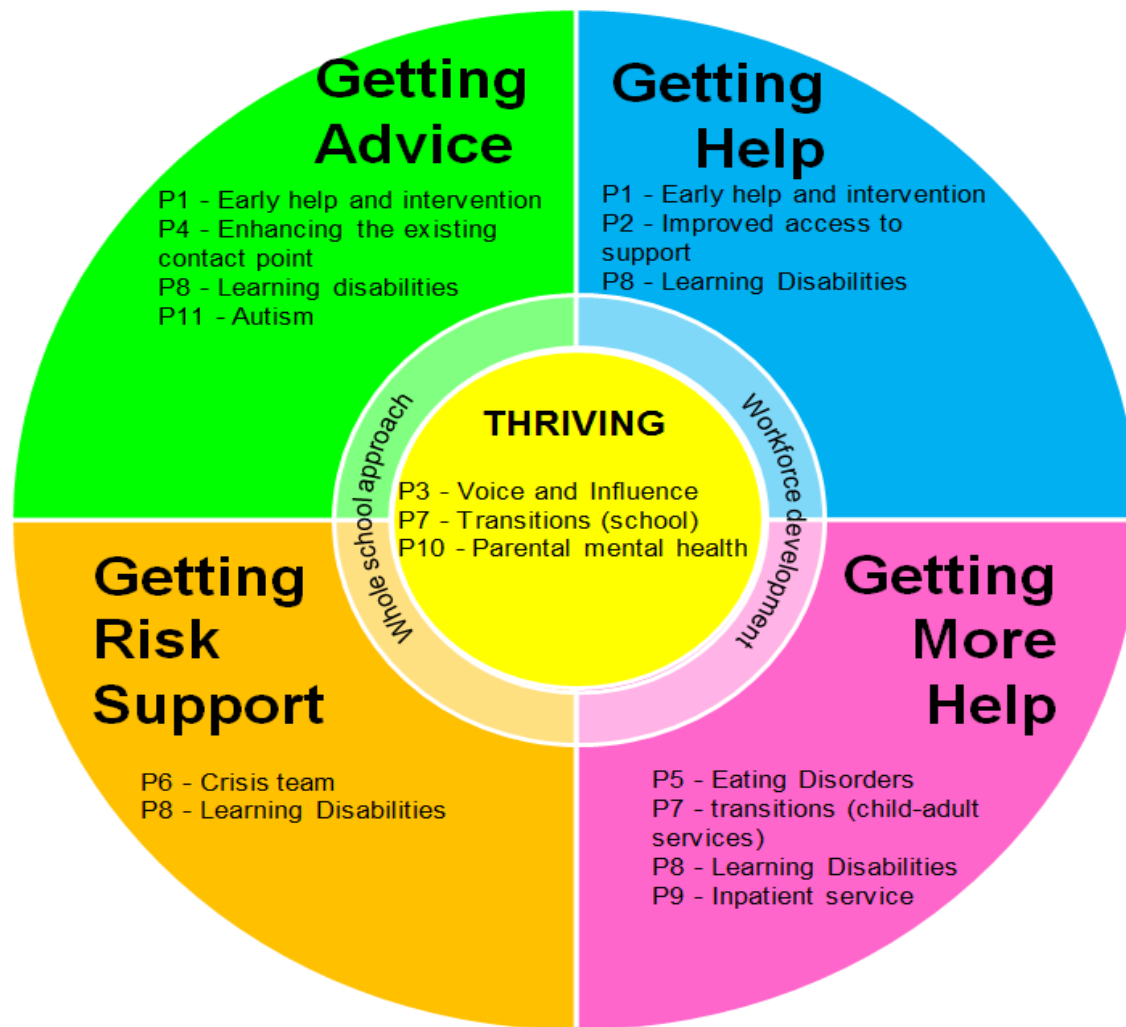 Getting
Advice
P1 - Early help and intervention
P4 - Enhancing the existing
contact point
P8 - Learning disabilities
P11 - Autism
Getting
Help
P1 - Early help and intervention
P2 - Improved access to
support
P8 - Learning Disabilities
Whole school approach
THRIVING
P3 - Voice and Influence
P7 - Transitions (school)
P10 - Parental mental health
Workforce development
Getting
Risk
Support
P6 - Crisis team
P8 - Learning Disabilities
Getting
More
Help
P5 - Eating Disorders
P7 - transitions (child-adult
services)
P8 - Learning Disabilities
P9 - Inpatient service